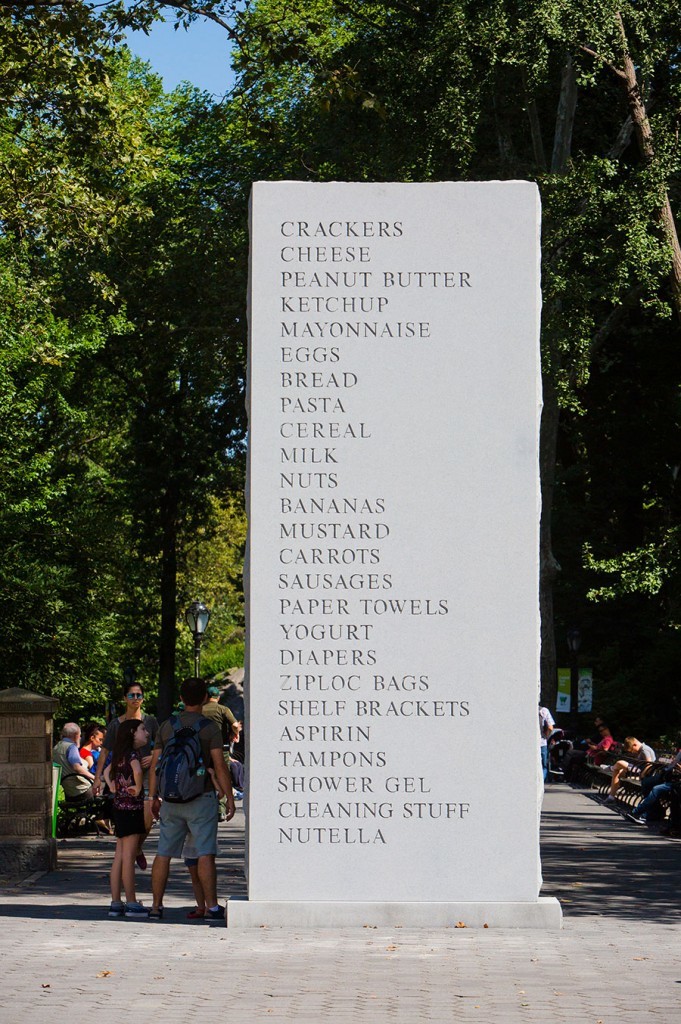 CRACKERS
CHEESE
PEANUT BUTTER
KETCHUP
MAYONNAISE
EGGS
BREAD
PASTA
CEREAL
MILK
NUTS
BANANAS
MUSTARD
CARROTS
SAUSAGES
PAPER TOWELS
YOGURT
DIAPERS
ZIPLOC BAGS
SHELF BRACKETS
ASPIRIN
TAMPONS
SHOWER GEL
CLEANING STUFF
NUTELLA